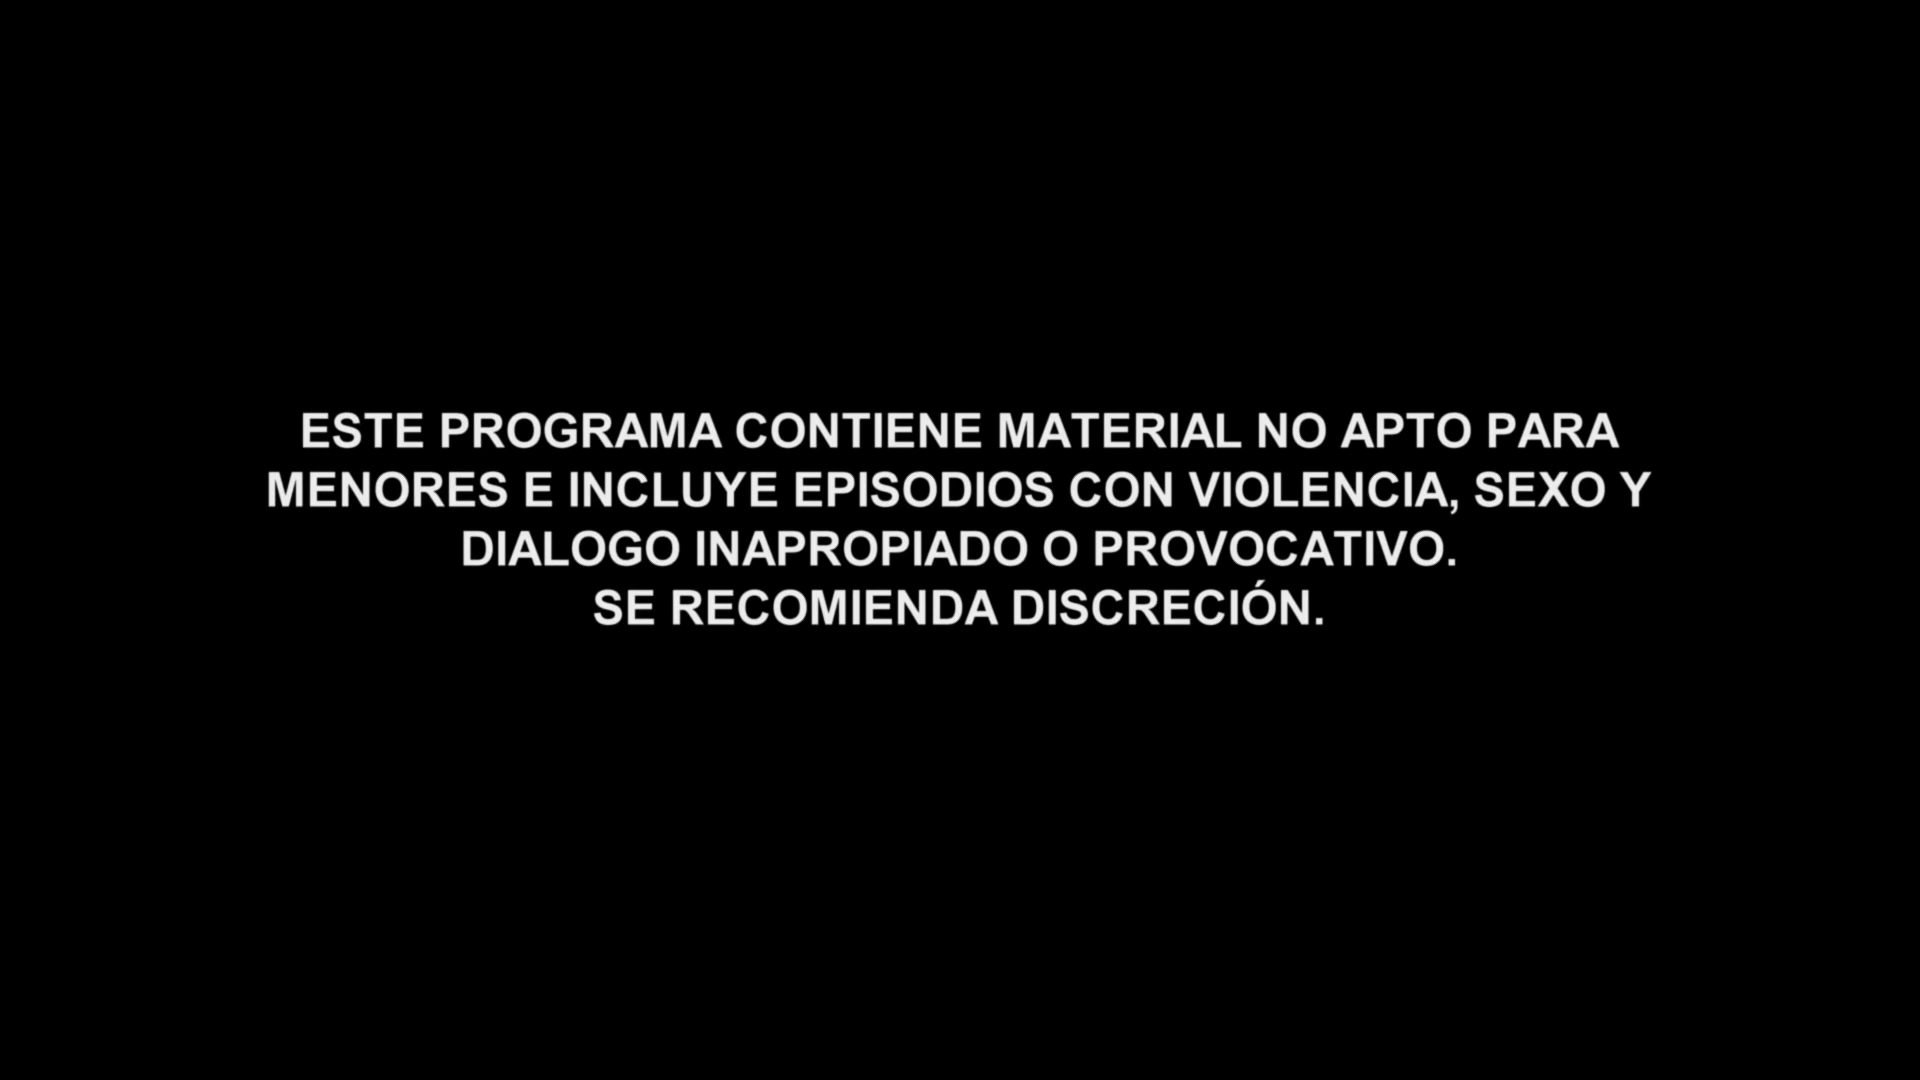 ESTE PROGRAMA CONTIENE MATERIAL NO APTO PARA
MENORES E INCLUYE EPISODIOS CON VIOLENCIA, SEXO Y
DIALOGO INAPROPIADO O PROVOCATIVO.
SE RECOMIENDA DISCRECIÓN.